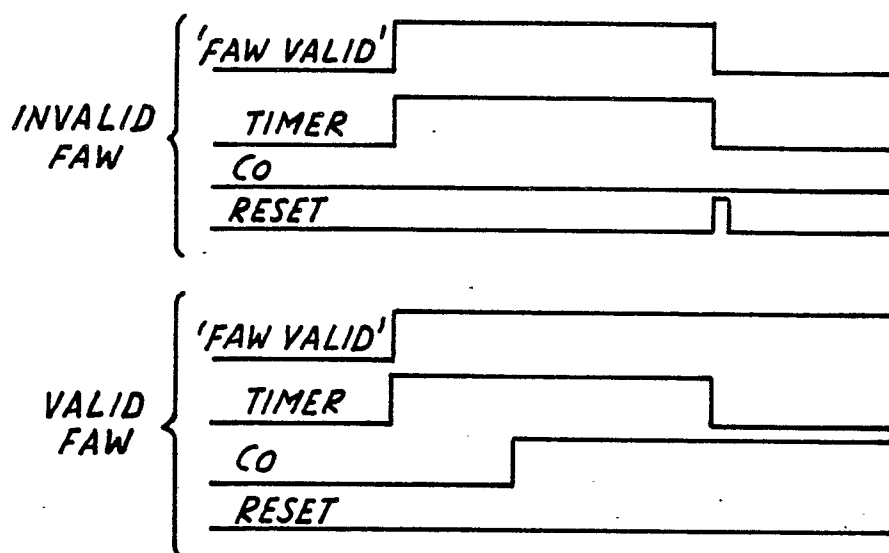 'FAW VALID'
INVALID
FAW
TIMER
CO
RESET
'FAW VALID'
VALID
FAW
TIMER
CO
RESET